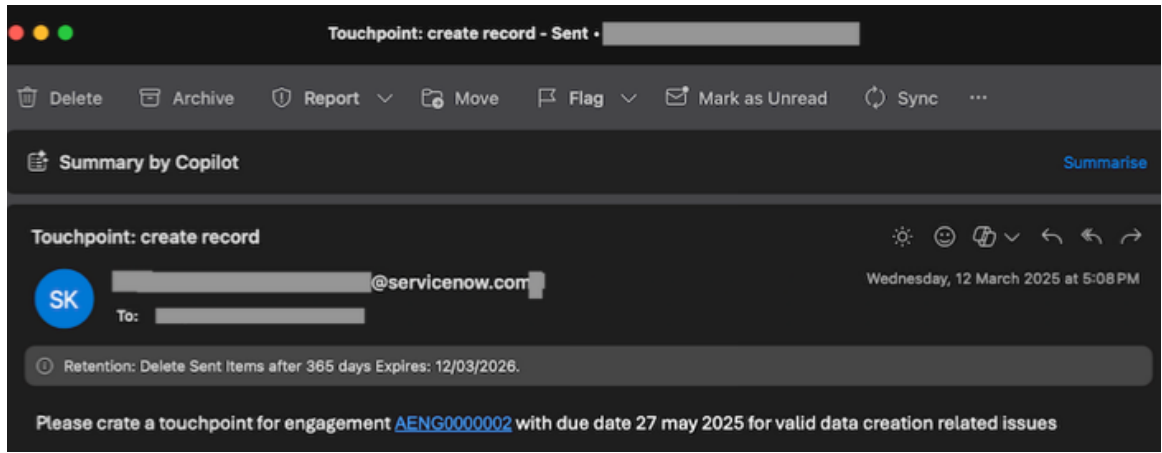 Touchpoint: create record - Sent •
Delete Archive Report Move Flag Mark as Unread Sync ...
Summary by Copilot Summarise
Touchpoint: create record
@servicenow.com
Wednesday, 12 March 2025 at 5:08 PM
SK
To:
Retention: Delete Sent Items after 365 days Expires: 12/03/2026.
Please crate a touchpoint for engagement AENG0000002 with due date 27 may 2025 for valid data creation related issues